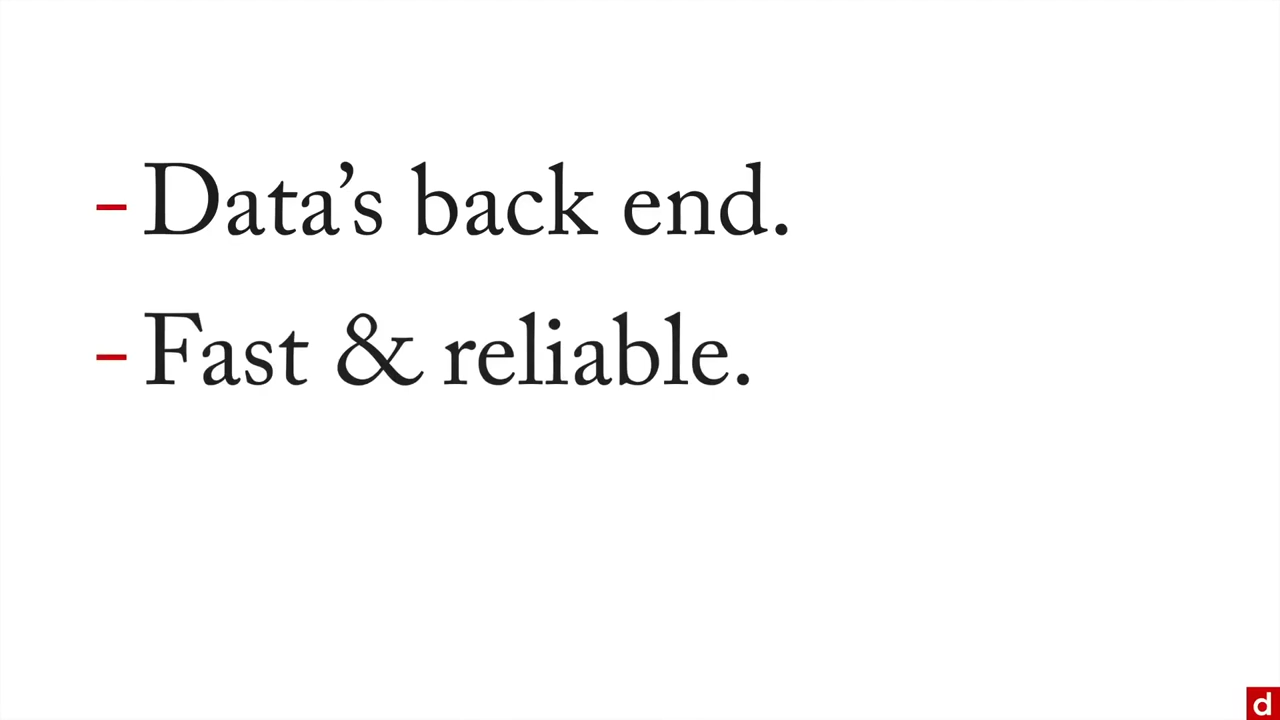 - Data’s back end.
- Fast & reliable.
d